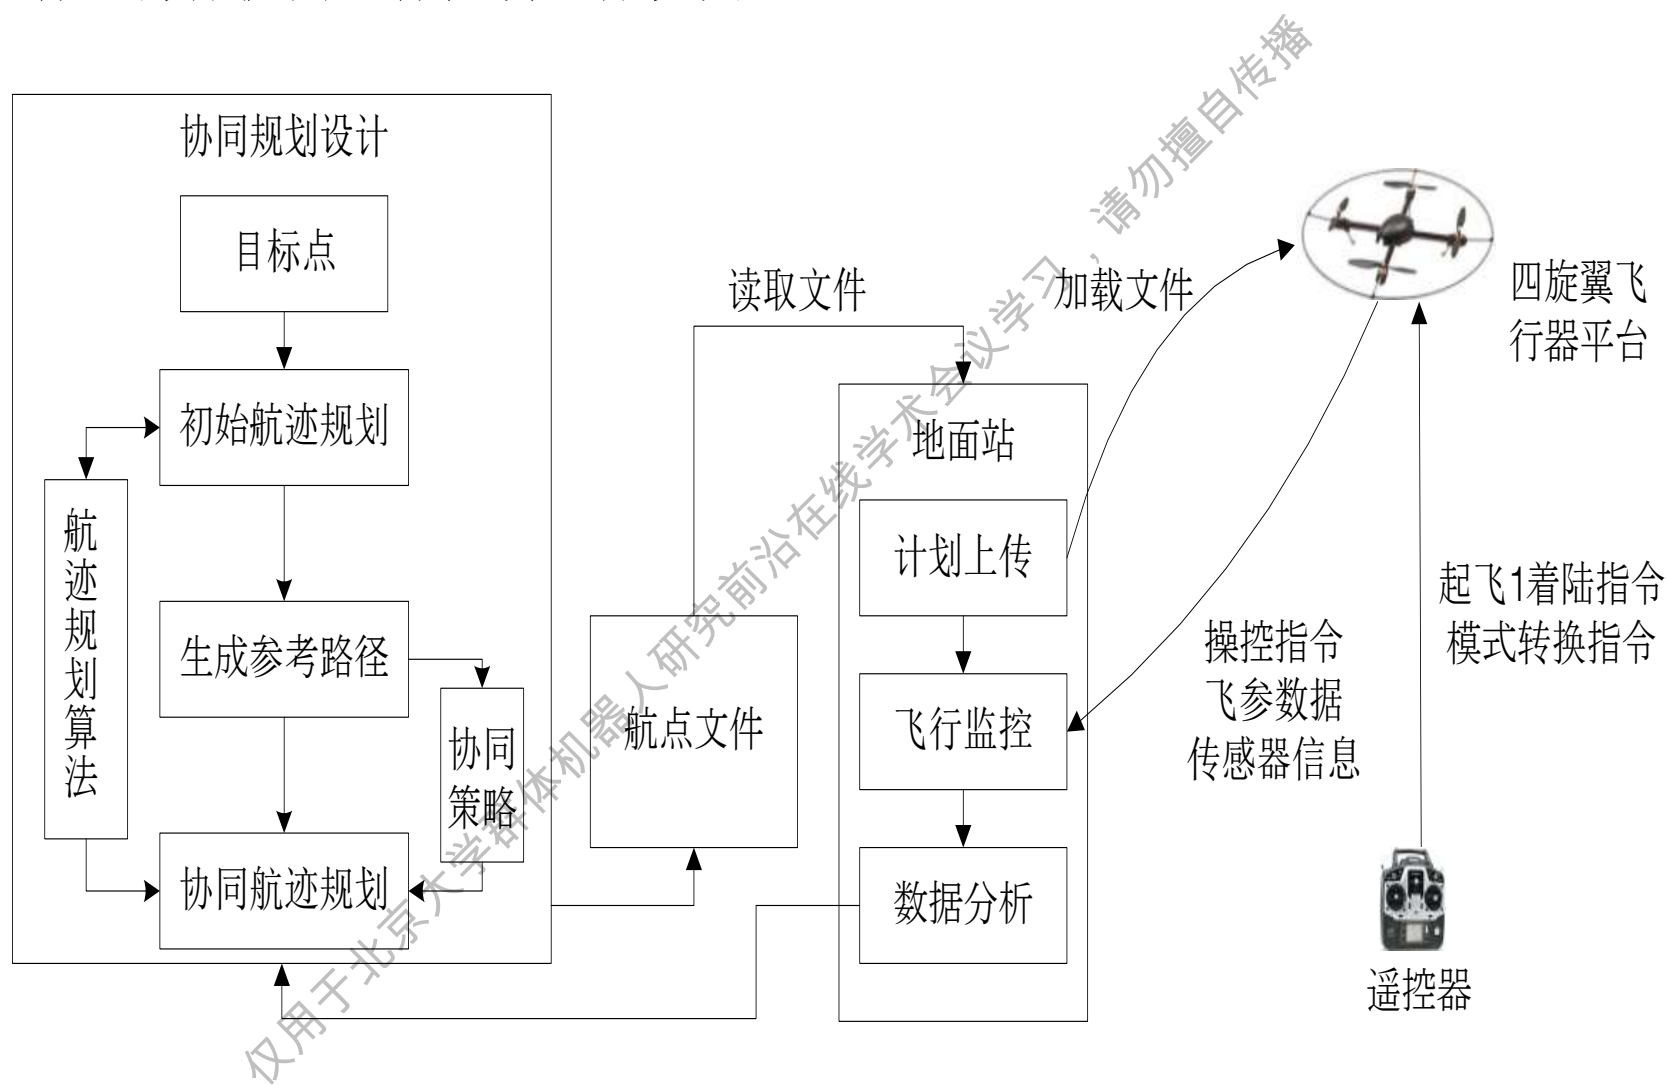 协同规划设计
目标点
初始航迹规划
航迹规划算法
生成参考路径
协同
策略
协同航迹规划
航点文件
读取文件
加载文件
地面站
计划上传
飞行监控
数据分析
四旋翼飞
行器平台
操控指令
飞参数据
传感器信息
起飞1着陆指令
模式转换指令
遥控器
仅用于北京大学群体机器人研究前沿在线学术会议学习，请勿擅自传播